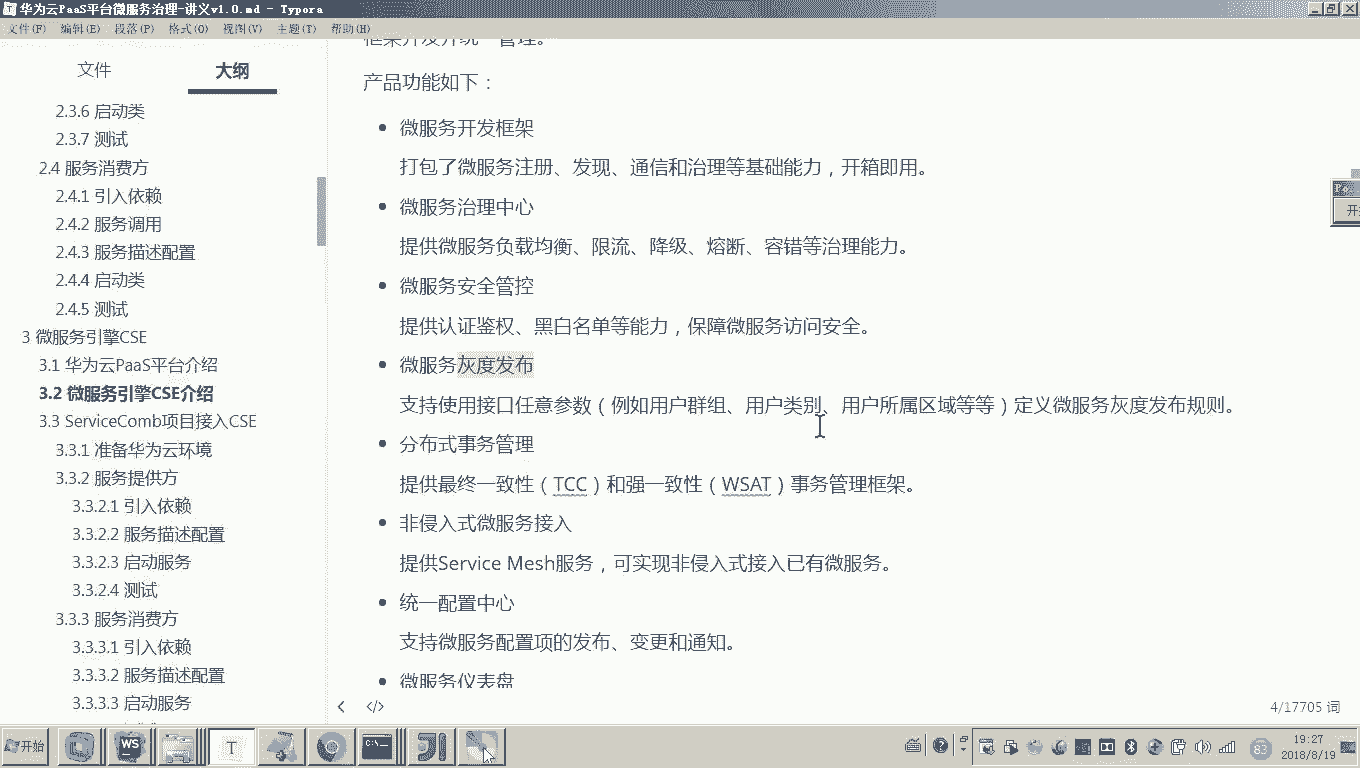 华为云PaaS平台微服务治理-讲义v1.0.md - Typora
文件(F) 编辑(E) 段落(P) 格式(O) 视图(V) 主题(T) 帮助(H)
文件
大纲
2.3.6 启动类
2.3.7 测试
2.4 服务消费方
2.4.1 引入依赖
2.4.2 服务调用
2.4.3 服务描述配置
2.4.4 启动类
2.4.5 测试
3 微服务引擎CSE
3.1 华为云PaaS平台介绍
3.2 微服务引擎CSE介绍
3.3 ServiceComb项目接入CSE
3.3.1 准备华为云环境
3.3.2 服务提供方
3.3.2.1 引入依赖
3.3.2.2 服务描述配置
3.3.2.3 启动服务
3.3.2.4 测试
3.3.3 服务消费方
3.3.3.1 引入依赖
3.3.3.2 服务描述配置
3.3.3.3 启动服务
产品功能如下：
微服务开发框架
打包了微服务注册、发现、通信和治理等基础能力，开箱即用。
微服务治理中心
提供微服务负载均衡、限流、降级、熔断、容错等治理能力。
微服务安全管控
提供认证鉴权、黑白名单等能力，保障微服务访问安全。
微服务灰度发布
支持使用接口任意参数（例如用户群组、用户类别、用户所属区域等等）定义微服务灰度发布规则。
分布式事务管理
提供最终一致性（TCC）和强一致性（WSAT）事务管理框架。
非侵入式微服务接入
提供Service Mesh服务，可实现非侵入式接入已有微服务。
统一配置中心
支持微服务配置项的发布、变更和通知。
微服务仪表盘
4/17705 词
开始
WS
T
83
19:27
2018/8/19